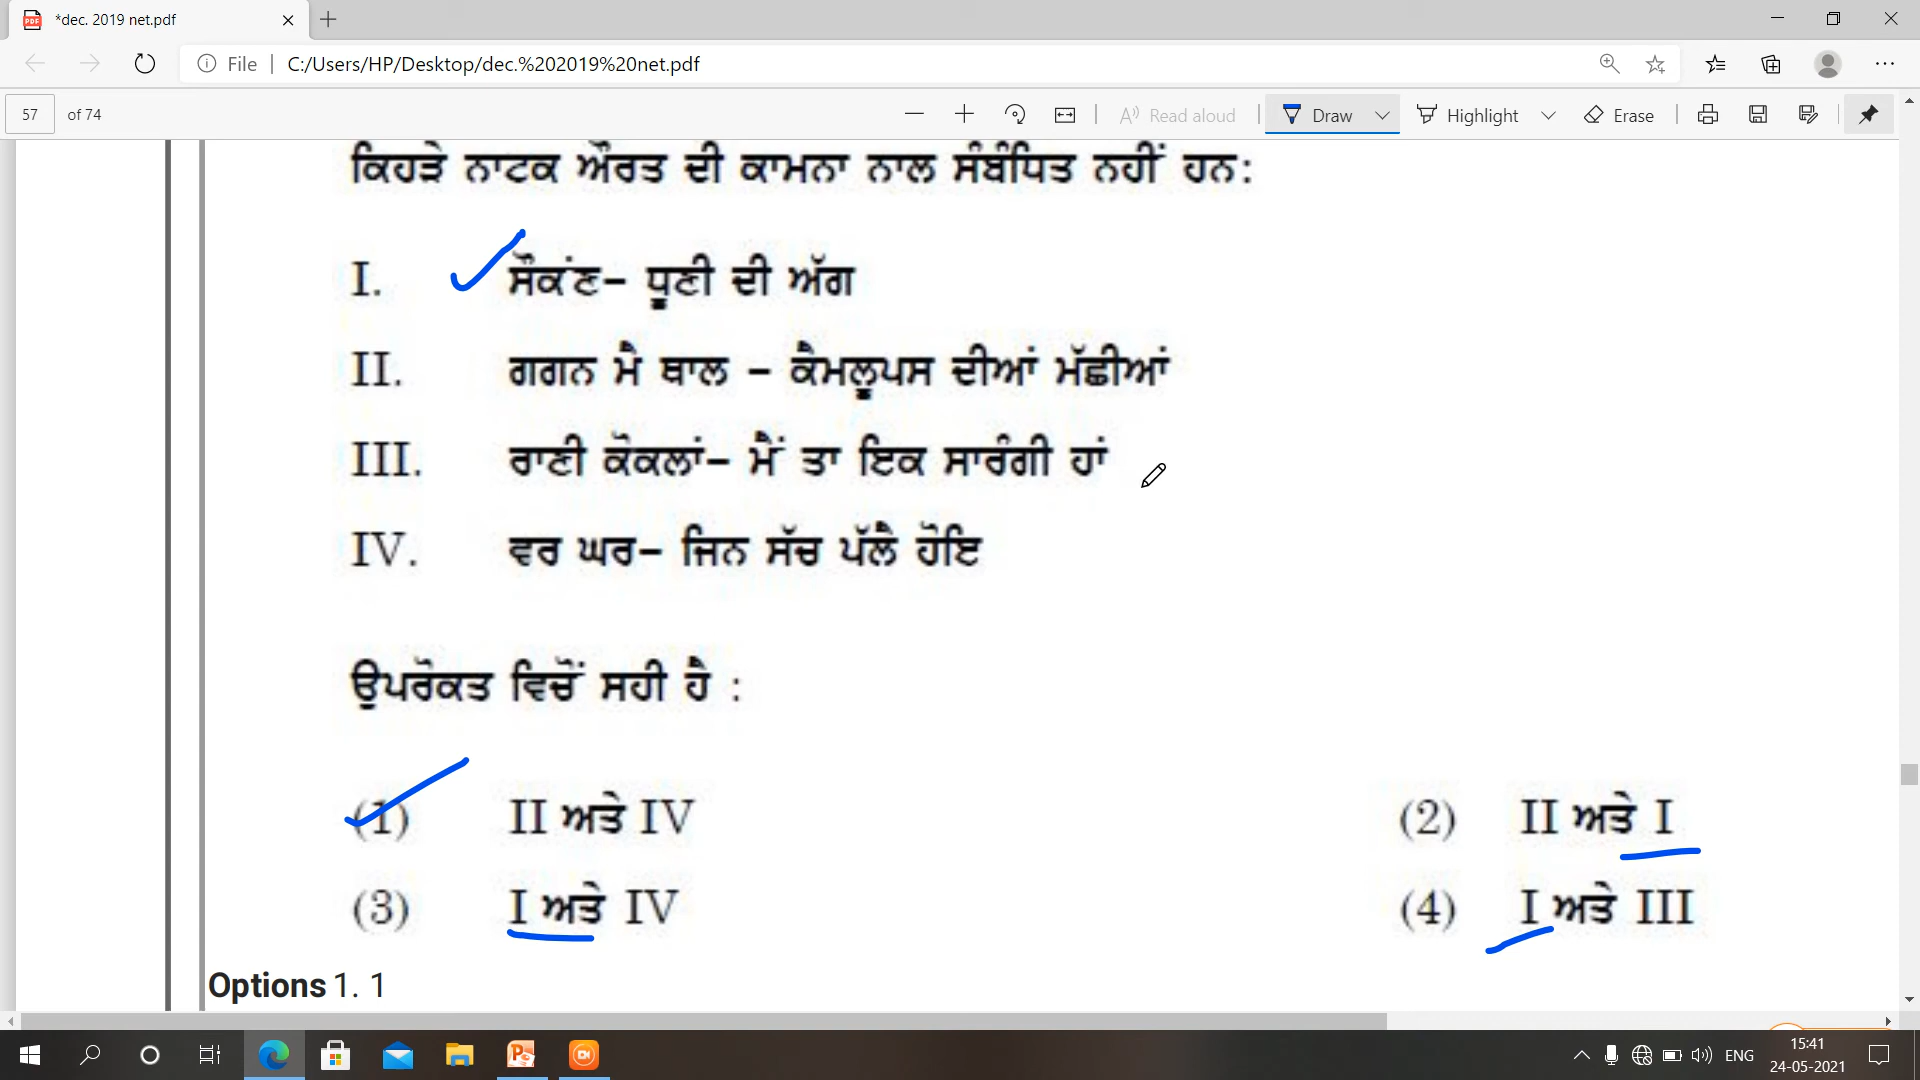 *dec. 2019 net.pdf
File C:/Users/HP/Desktop/dec.%202019%20net.pdf
57 of 74 Read aloud Draw Highlight Erase
ਕਿਹੜੇ ਨਾਟਕ ਔਰਤ ਦੀ ਕਾਮਨਾ ਨਾਲ ਸੰਬੰਧਿਤ ਨਹੀਂ ਹਨ:
I. ਸੌਕਂਣ– ਧੂਣੀ ਦੀ ਅੱਗ
II. ਗਗਨ ਮੈ ਥਾਲ – ਕੈਮਲੂਪਸ ਦੀਆਂ ਮੱਛੀਆਂ
III. ਰਾਣੀ ਕੋਕਲਾਂ– ਮੈਂ ਤਾ ਇਕ ਸਾਰੰਗੀ ਹਾਂ
IV. ਵਰ ਘਰ– ਜਿਨ ਸੱਚ ਪੱਲੈ ਹੋਇ
ਉਪਰੋਕਤ ਵਿਚੋਂ ਸਹੀ ਹੈ :
(1) II ਅਤੇ IV (2) II ਅਤੇ I
(3) I ਅਤੇ IV (4) I ਅਤੇ III
Options 1. 1
ENG 15:41
24-05-2021